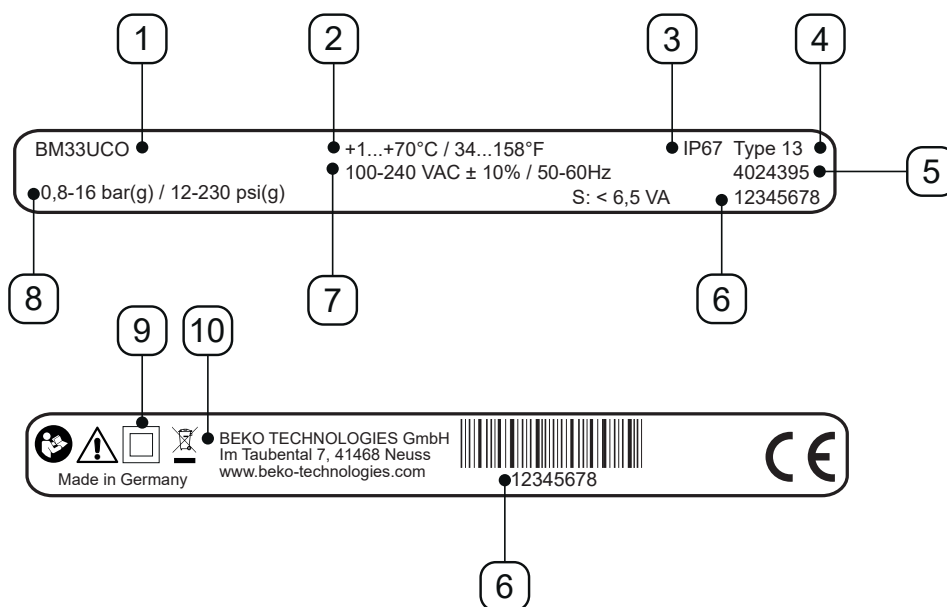 1 2 3 4
BM33UCO +1...+70°C / 34...158°F IP67 Type 13
100-240 VAC ± 10% / 50-60Hz 4024395 5
0,8-16 bar(g) / 12-230 psi(g) S: < 6,5 VA 12345678
8 7 6
9 10
BEKO TECHNOLOGIES GmbH
Im Taubental 7, 41468 Neuss
Made in Germany www.beko-technologies.com
12345678
CE
6